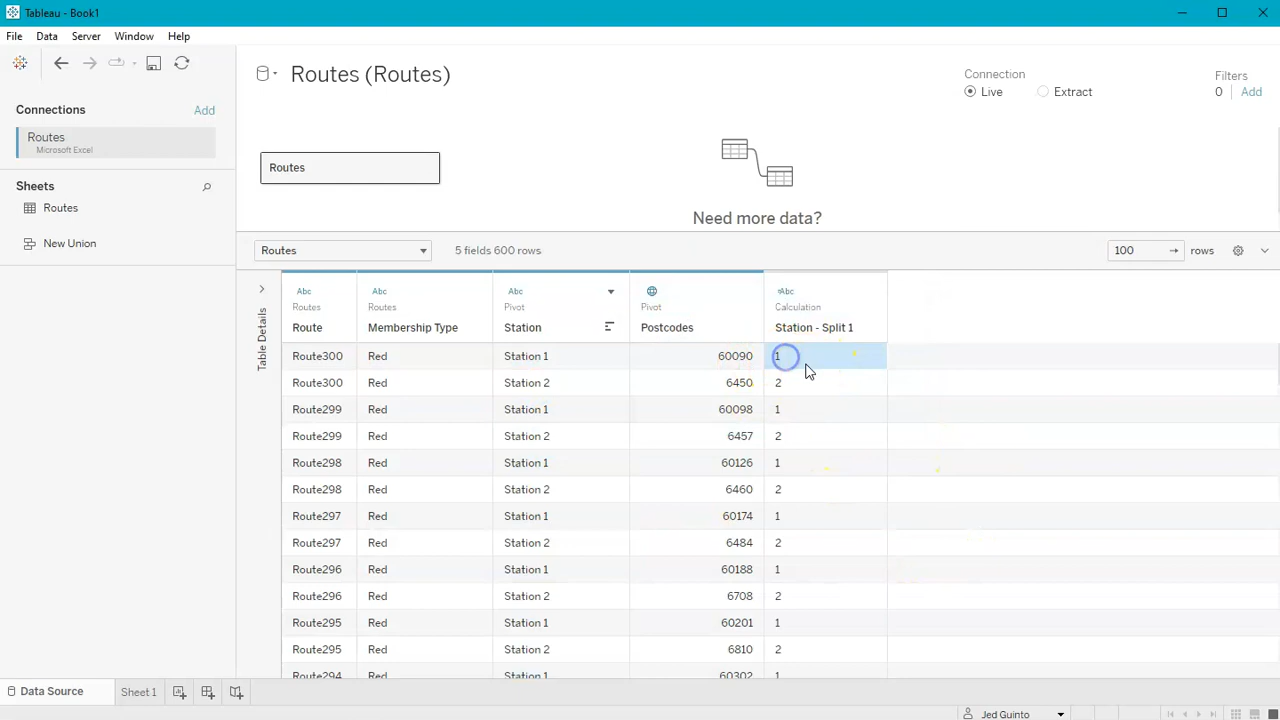 Tableau - Book1
File Data Server Window Help
Connections Add
Routes
Microsoft Excel
Sheets
Routes
New Union
Routes (Routes)
Connection
Live Extract
Filters
0 Add
Routes
Need more data?
Routes 5 fields 600 rows 100 rows
Table Details
Abc Abc Abc Abc
Routes Routes Pivot Pivot Calculation
Route Membership Type Station Postcodes Station - Split 1
Route300 Red Station 1 60090 1
Route300 Red Station 2 6450 2
Route299 Red Station 1 60098 1
Route299 Red Station 2 6457 2
Route298 Red Station 1 60126 1
Route298 Red Station 2 6460 2
Route297 Red Station 1 60174 1
Route297 Red Station 2 6484 2
Route296 Red Station 1 60188 1
Route296 Red Station 2 6708 2
Route295 Red Station 1 60201 1
Route295 Red Station 2 6810 2
Route294 Red Station 1 60302 1
Data Source Sheet 1
Jed Guinto